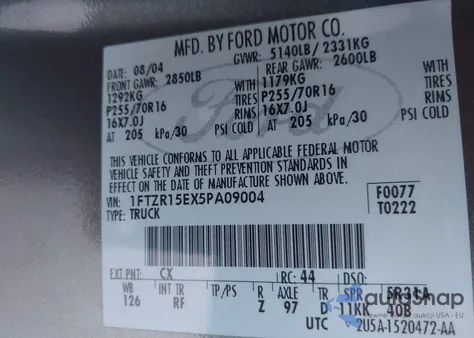 MFD. BY FORD MOTOR CO.
DATE: 08/04 GVWR: 5140LB / 2331KG
FRONT GAWR: 2850LB REAR GAWR: 2600LB
1292KG WITH 1179KG WITH
P255/70R16 TIRES P255/70R16 TIRES
16X7.0J RIMS 16X7.0J RIMS
AT 205 kPa/30 PSI COLD AT 205 kPa/30 PSI COLD
Ford
THIS VEHICLE CONFORMS TO ALL APPLICABLE FEDERAL MOTOR
VEHICLE SAFETY AND THEFT PREVENTION STANDARDS IN
EFFECT ON THE DATE OF MANUFACTURE SHOWN ABOVE.
VIN: 1FTZR15EX5PA09004 F0077
TYPE: TRUCK T0222
EXT PNT: CX RC: 44 DSO:
WB INT TR TP/PS R AXLE TR SPR 5R31A
126 RF Z 97 D 11KK 40B
UTC 2U5A-1520472-AA
autoshap